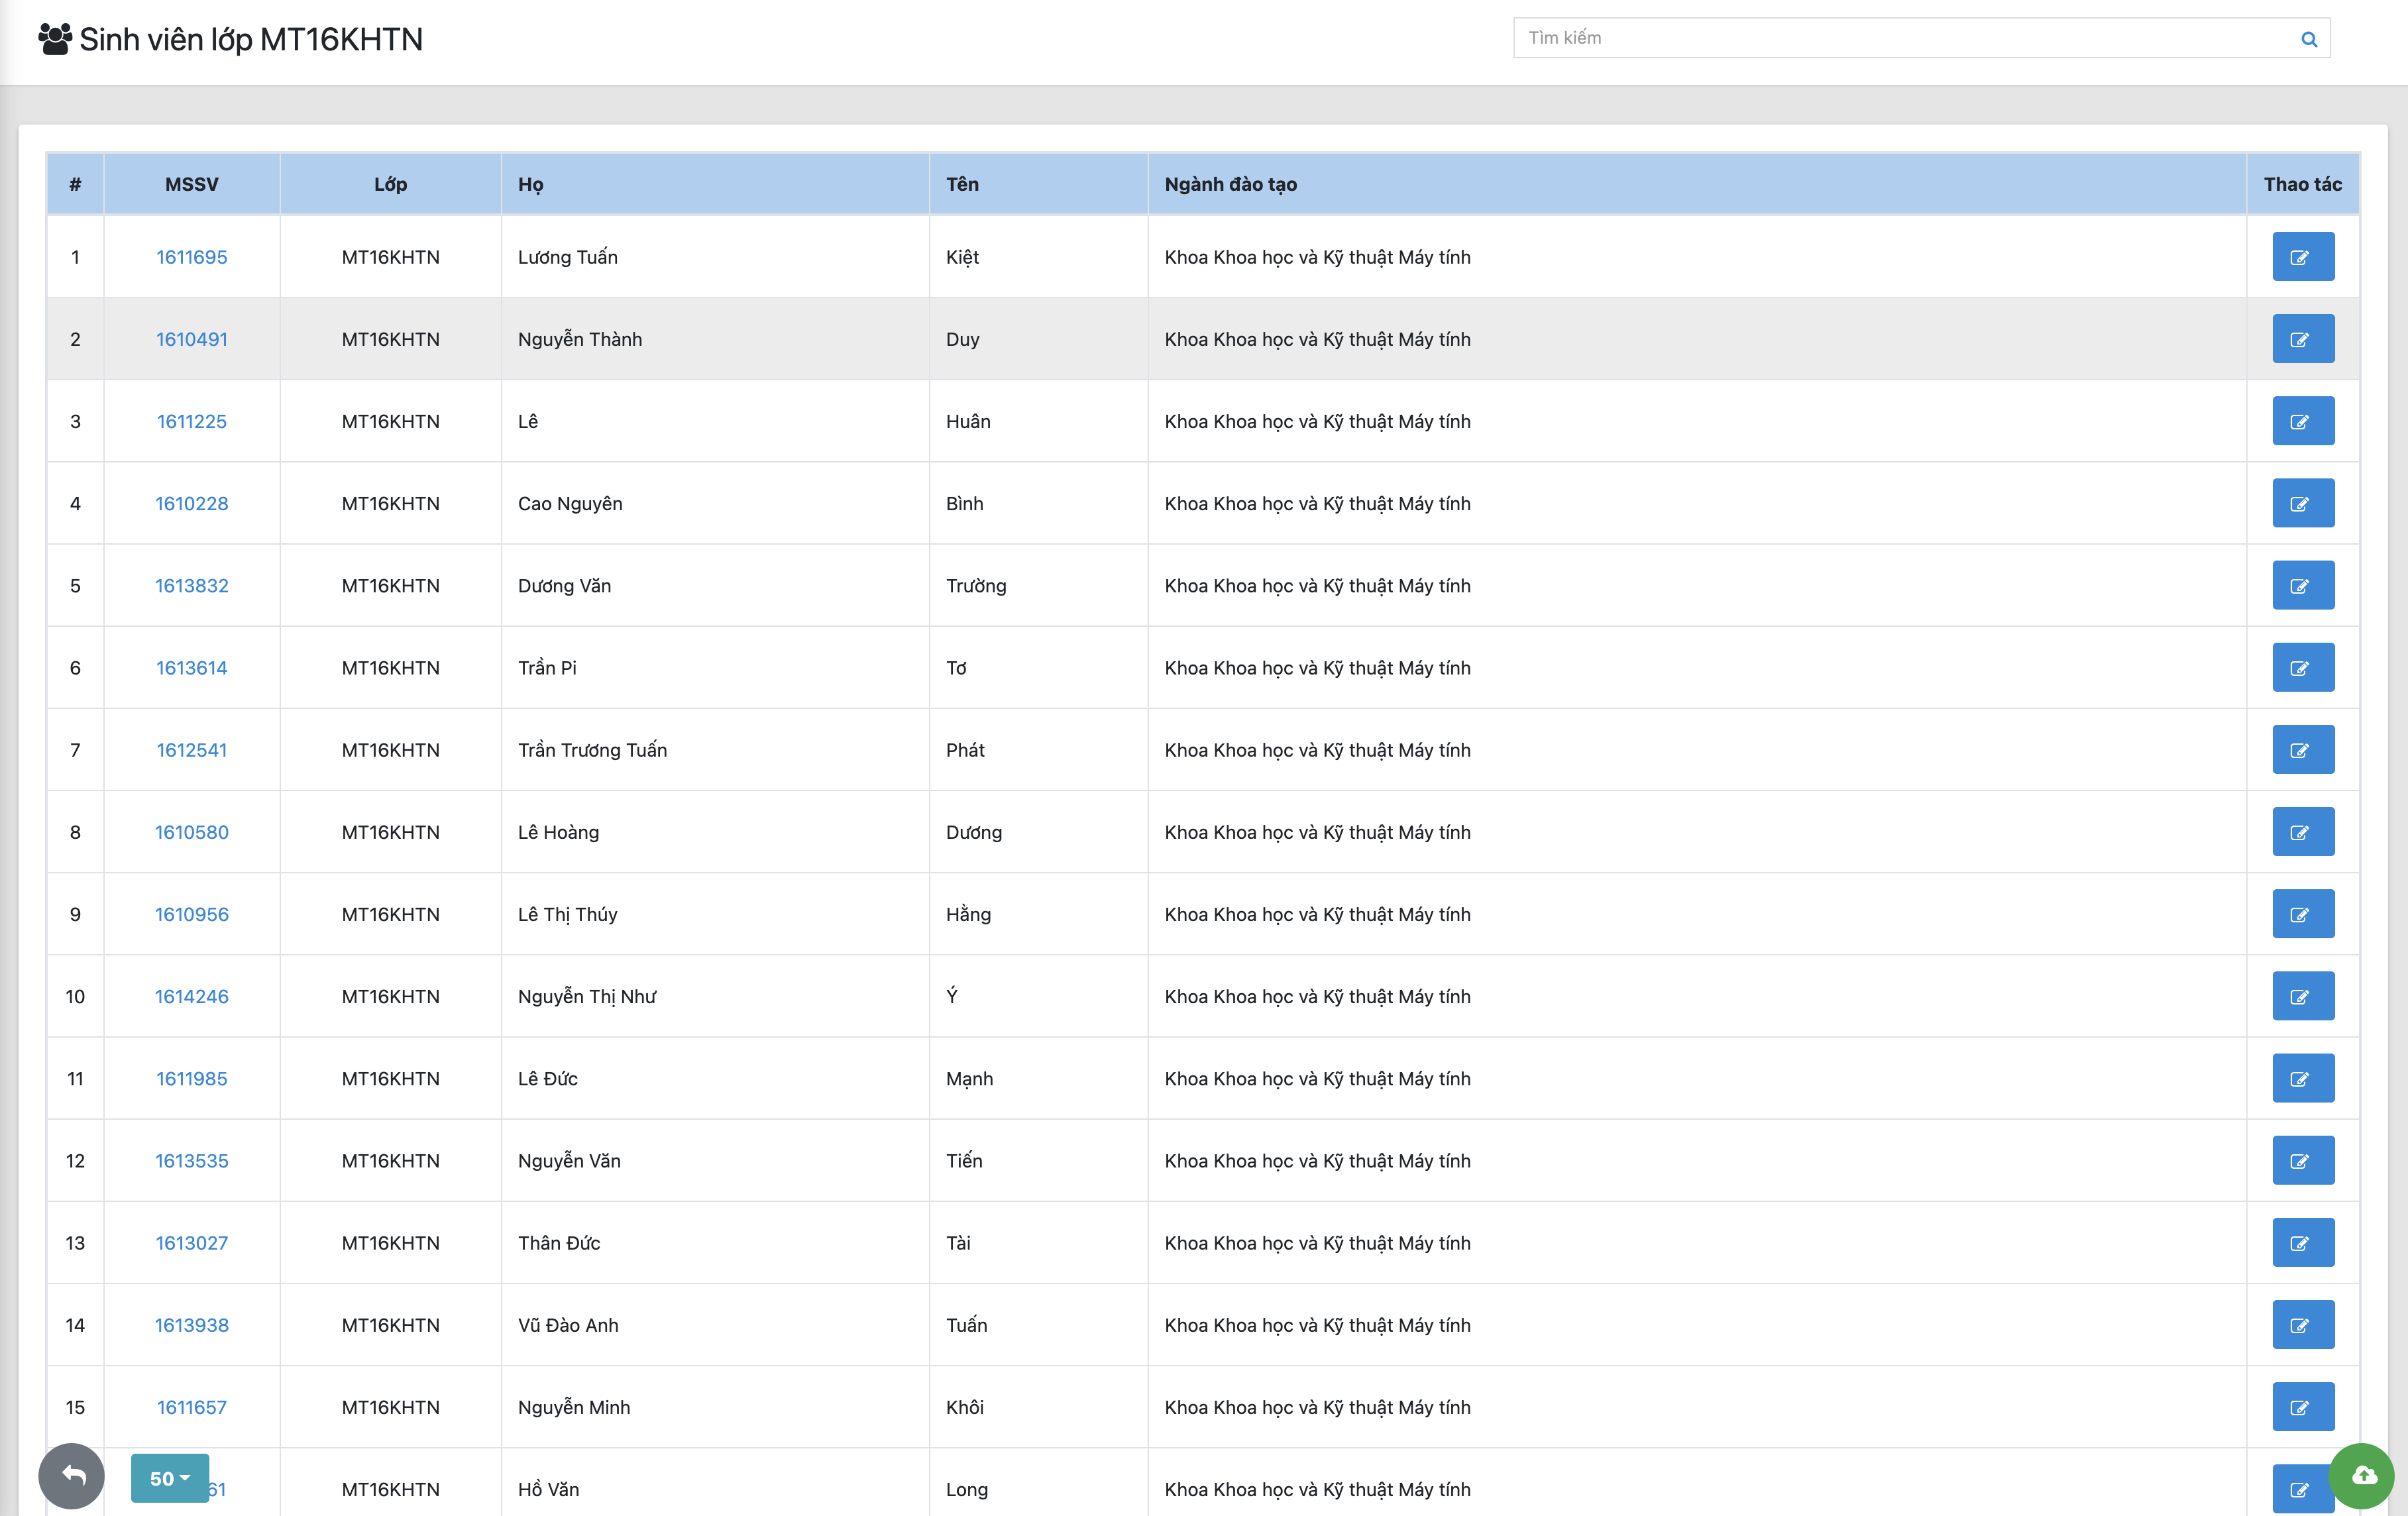 Sinh viên lớp MT16KHTN
Tìm kiếm
# MSSV Lớp Họ Tên Ngành đào tạo Thao tác
1 1611695 MT16KHTN Lương Tuấn Kiệt Khoa Khoa học và Kỹ thuật Máy tính
2 1610491 MT16KHTN Nguyễn Thành Duy Khoa Khoa học và Kỹ thuật Máy tính
3 1611225 MT16KHTN Lê Huân Khoa Khoa học và Kỹ thuật Máy tính
4 1610228 MT16KHTN Cao Nguyên Bình Khoa Khoa học và Kỹ thuật Máy tính
5 1613832 MT16KHTN Dương Văn Trường Khoa Khoa học và Kỹ thuật Máy tính
6 1613614 MT16KHTN Trần Pi Tơ Khoa Khoa học và Kỹ thuật Máy tính
7 1612541 MT16KHTN Trần Trương Tuấn Phát Khoa Khoa học và Kỹ thuật Máy tính
8 1610580 MT16KHTN Lê Hoàng Dương Khoa Khoa học và Kỹ thuật Máy tính
9 1610956 MT16KHTN Lê Thị Thúy Hằng Khoa Khoa học và Kỹ thuật Máy tính
10 1614246 MT16KHTN Nguyễn Thị Như Ý Khoa Khoa học và Kỹ thuật Máy tính
11 1611985 MT16KHTN Lê Đức Mạnh Khoa Khoa học và Kỹ thuật Máy tính
12 1613535 MT16KHTN Nguyễn Văn Tiến Khoa Khoa học và Kỹ thuật Máy tính
13 1613027 MT16KHTN Thân Đức Tài Khoa Khoa học và Kỹ thuật Máy tính
14 1613938 MT16KHTN Vũ Đào Anh Tuấn Khoa Khoa học và Kỹ thuật Máy tính
15 1611657 MT16KHTN Nguyễn Minh Khôi Khoa Khoa học và Kỹ thuật Máy tính
50 61 MT16KHTN Hồ Văn Long Khoa Khoa học và Kỹ thuật Máy tính